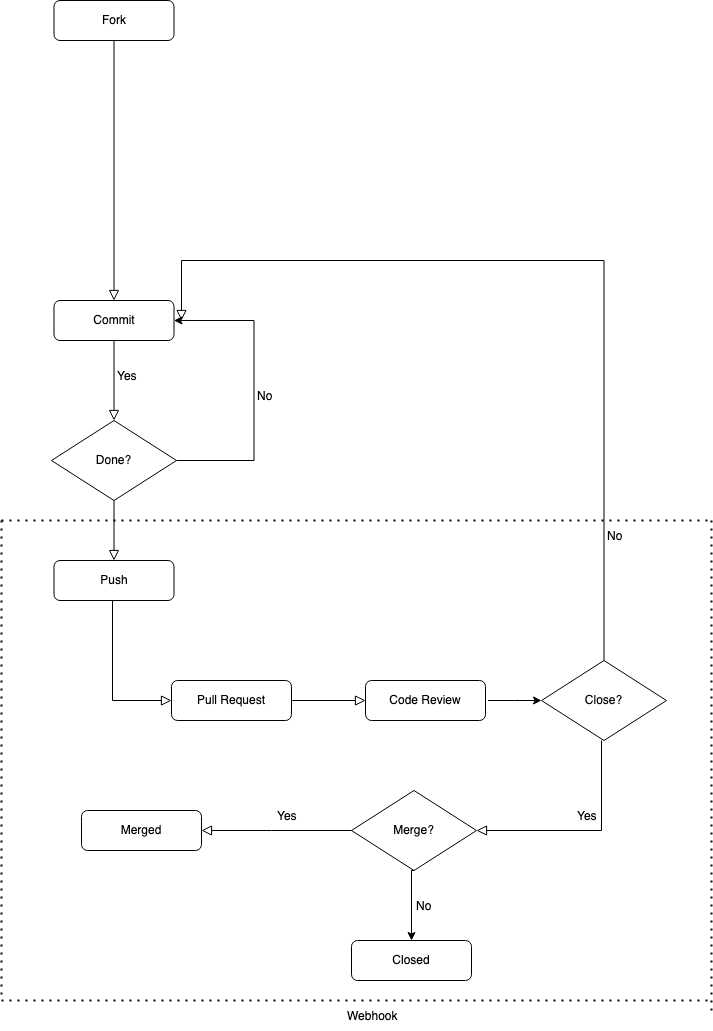 Fork
Commit
Yes
No
Done?
No
Push
Pull Request
Code Review
Close?
Yes
Yes
Merged
Merge?
No
Closed
Webhook